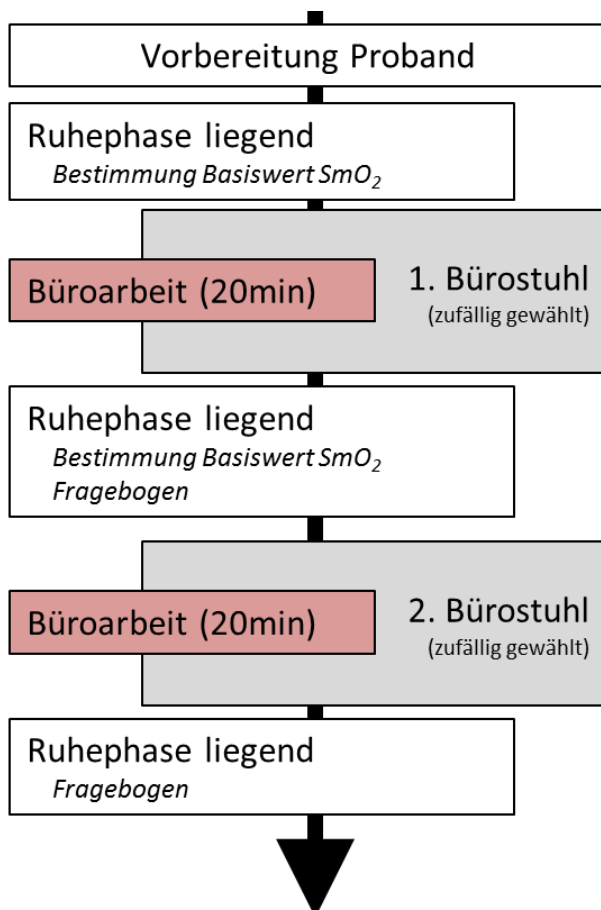 Vorbereitung Proband
Ruhephase liegend
Bestimmung Basiswert SmO₂
Büroarbeit (20min)
1. Bürostuhl
(zufällig gewählt)
Ruhephase liegend
Bestimmung Basiswert SmO₂
Fragebogen
Büroarbeit (20min)
2. Bürostuhl
(zufällig gewählt)
Ruhephase liegend
Fragebogen